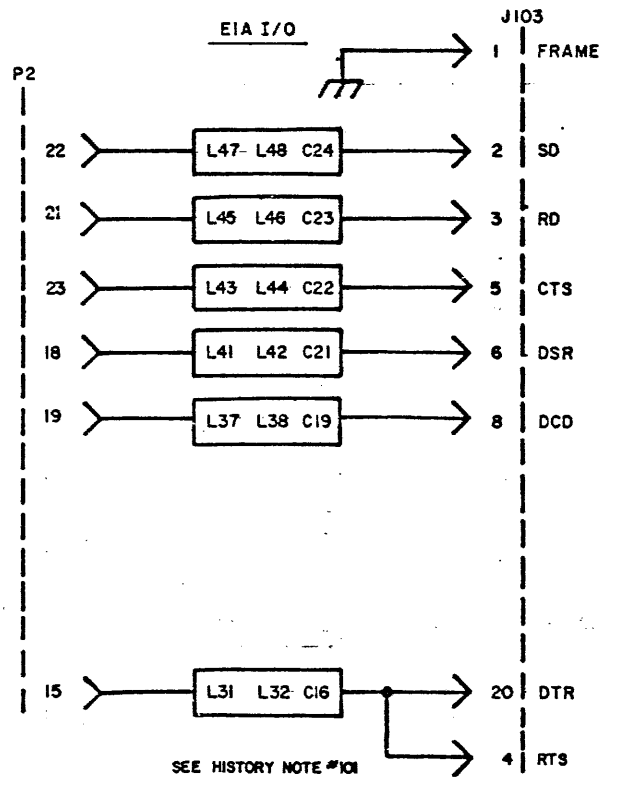 J103
EIA I/O
1 FRAME
P2
22 L47 L48 C24 2 SD
21 L45 L46 C23 3 RD
23 L43 L44 C22 5 CTS
18 L41 L42 C21 6 DSR
19 L37 L38 C19 8 DCD
15 L31 L32 C16 20 DTR
4 RTS
SEE HISTORY NOTE #101